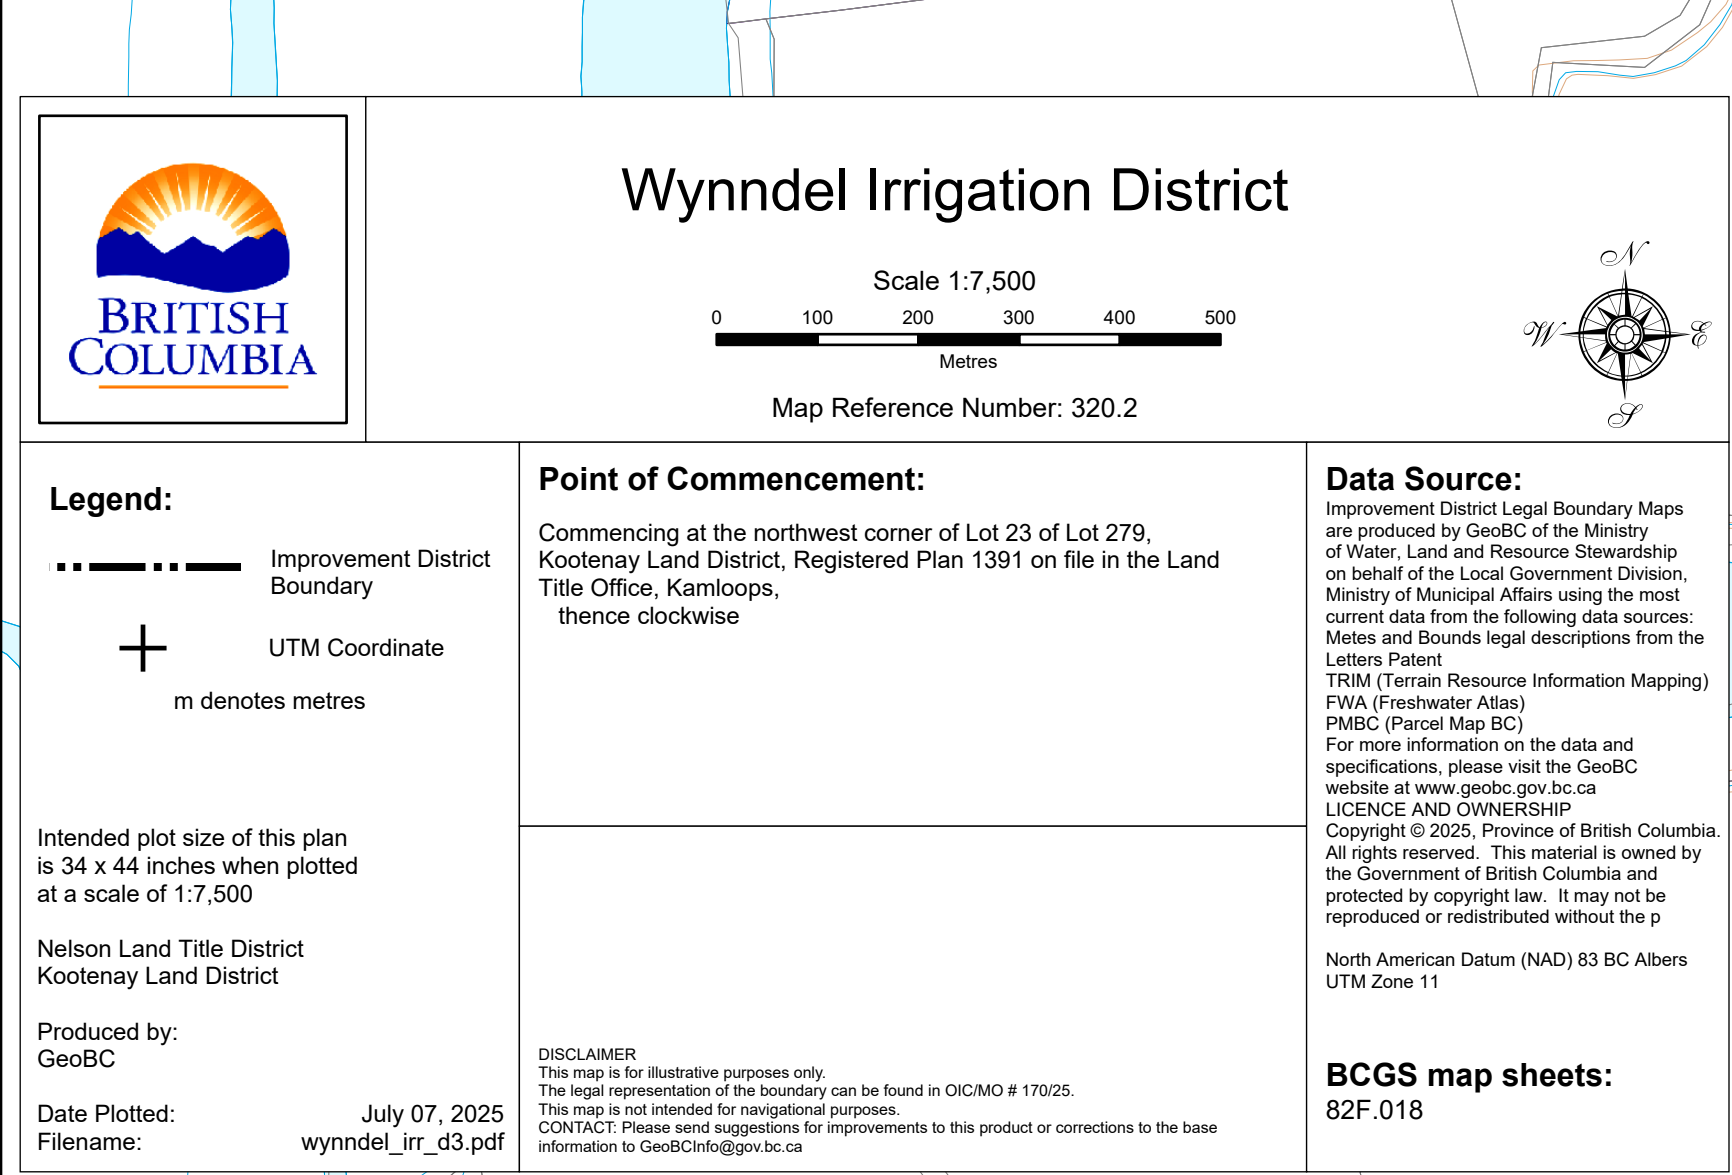 BRITISH
COLUMBIA
Wynndel Irrigation District
Scale 1:7,500
0 100 200 300 400 500
Metres
Map Reference Number: 320.2
N
W E
S
Legend:
Improvement District
Boundary
UTM Coordinate
m denotes metres
Intended plot size of this plan
is 34 x 44 inches when plotted
at a scale of 1:7,500
Nelson Land Title District
Kootenay Land District
Produced by:
GeoBC
Date Plotted: July 07, 2025
Filename: wynndel_irr_d3.pdf
Point of Commencement:
Commencing at the northwest corner of Lot 23 of Lot 279,
Kootenay Land District, Registered Plan 1391 on file in the Land
Title Office, Kamloops,
thence clockwise
DISCLAIMER
This map is for illustrative purposes only.
The legal representation of the boundary can be found in OIC/MO # 170/25.
This map is not intended for navigational purposes.
CONTACT: Please send suggestions for improvements to this product or corrections to the base
information to GeoBCInfo@gov.bc.ca
Data Source:
Improvement District Legal Boundary Maps
are produced by GeoBC of the Ministry
of Water, Land and Resource Stewardship
on behalf of the Local Government Division,
Ministry of Municipal Affairs using the most
current data from the following data sources:
Metes and Bounds legal descriptions from the
Letters Patent
TRIM (Terrain Resource Information Mapping)
FWA (Freshwater Atlas)
PMBC (Parcel Map BC)
For more information on the data and
specifications, please visit the GeoBC
website at www.geobc.gov.bc.ca
LICENCE AND OWNERSHIP
Copyright © 2025, Province of British Columbia.
All rights reserved.  This material is owned by
the Government of British Columbia and
protected by copyright law.  It may not be
reproduced or redistributed without the p
North American Datum (NAD) 83 BC Albers
UTM Zone 11
BCGS map sheets:
82F.018